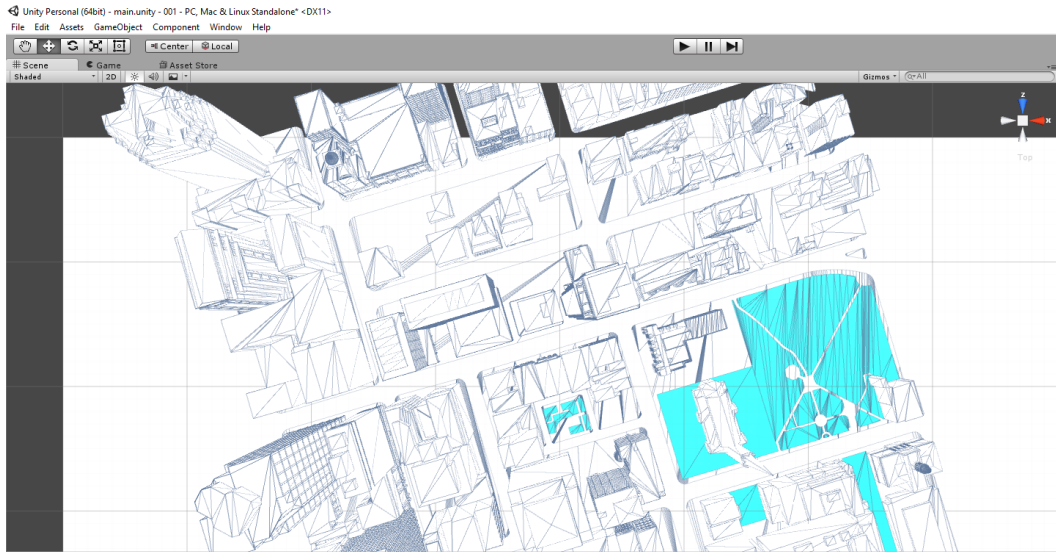 Unity Personal (64bit) - main.unity - 001 - PC, Mac & Linux Standalone* <DX11>
File Edit Assets GameObject Component Window Help
Center Local
Scene Game Asset Store
Shaded 2D Gizmos All
z
x
Top